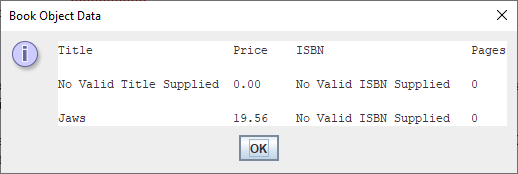 Book Object Data
Title Price ISBN Pages
No Valid Title Supplied 0.00 No Valid ISBN Supplied 0
Jaws 19.56 No Valid ISBN Supplied 0
OK